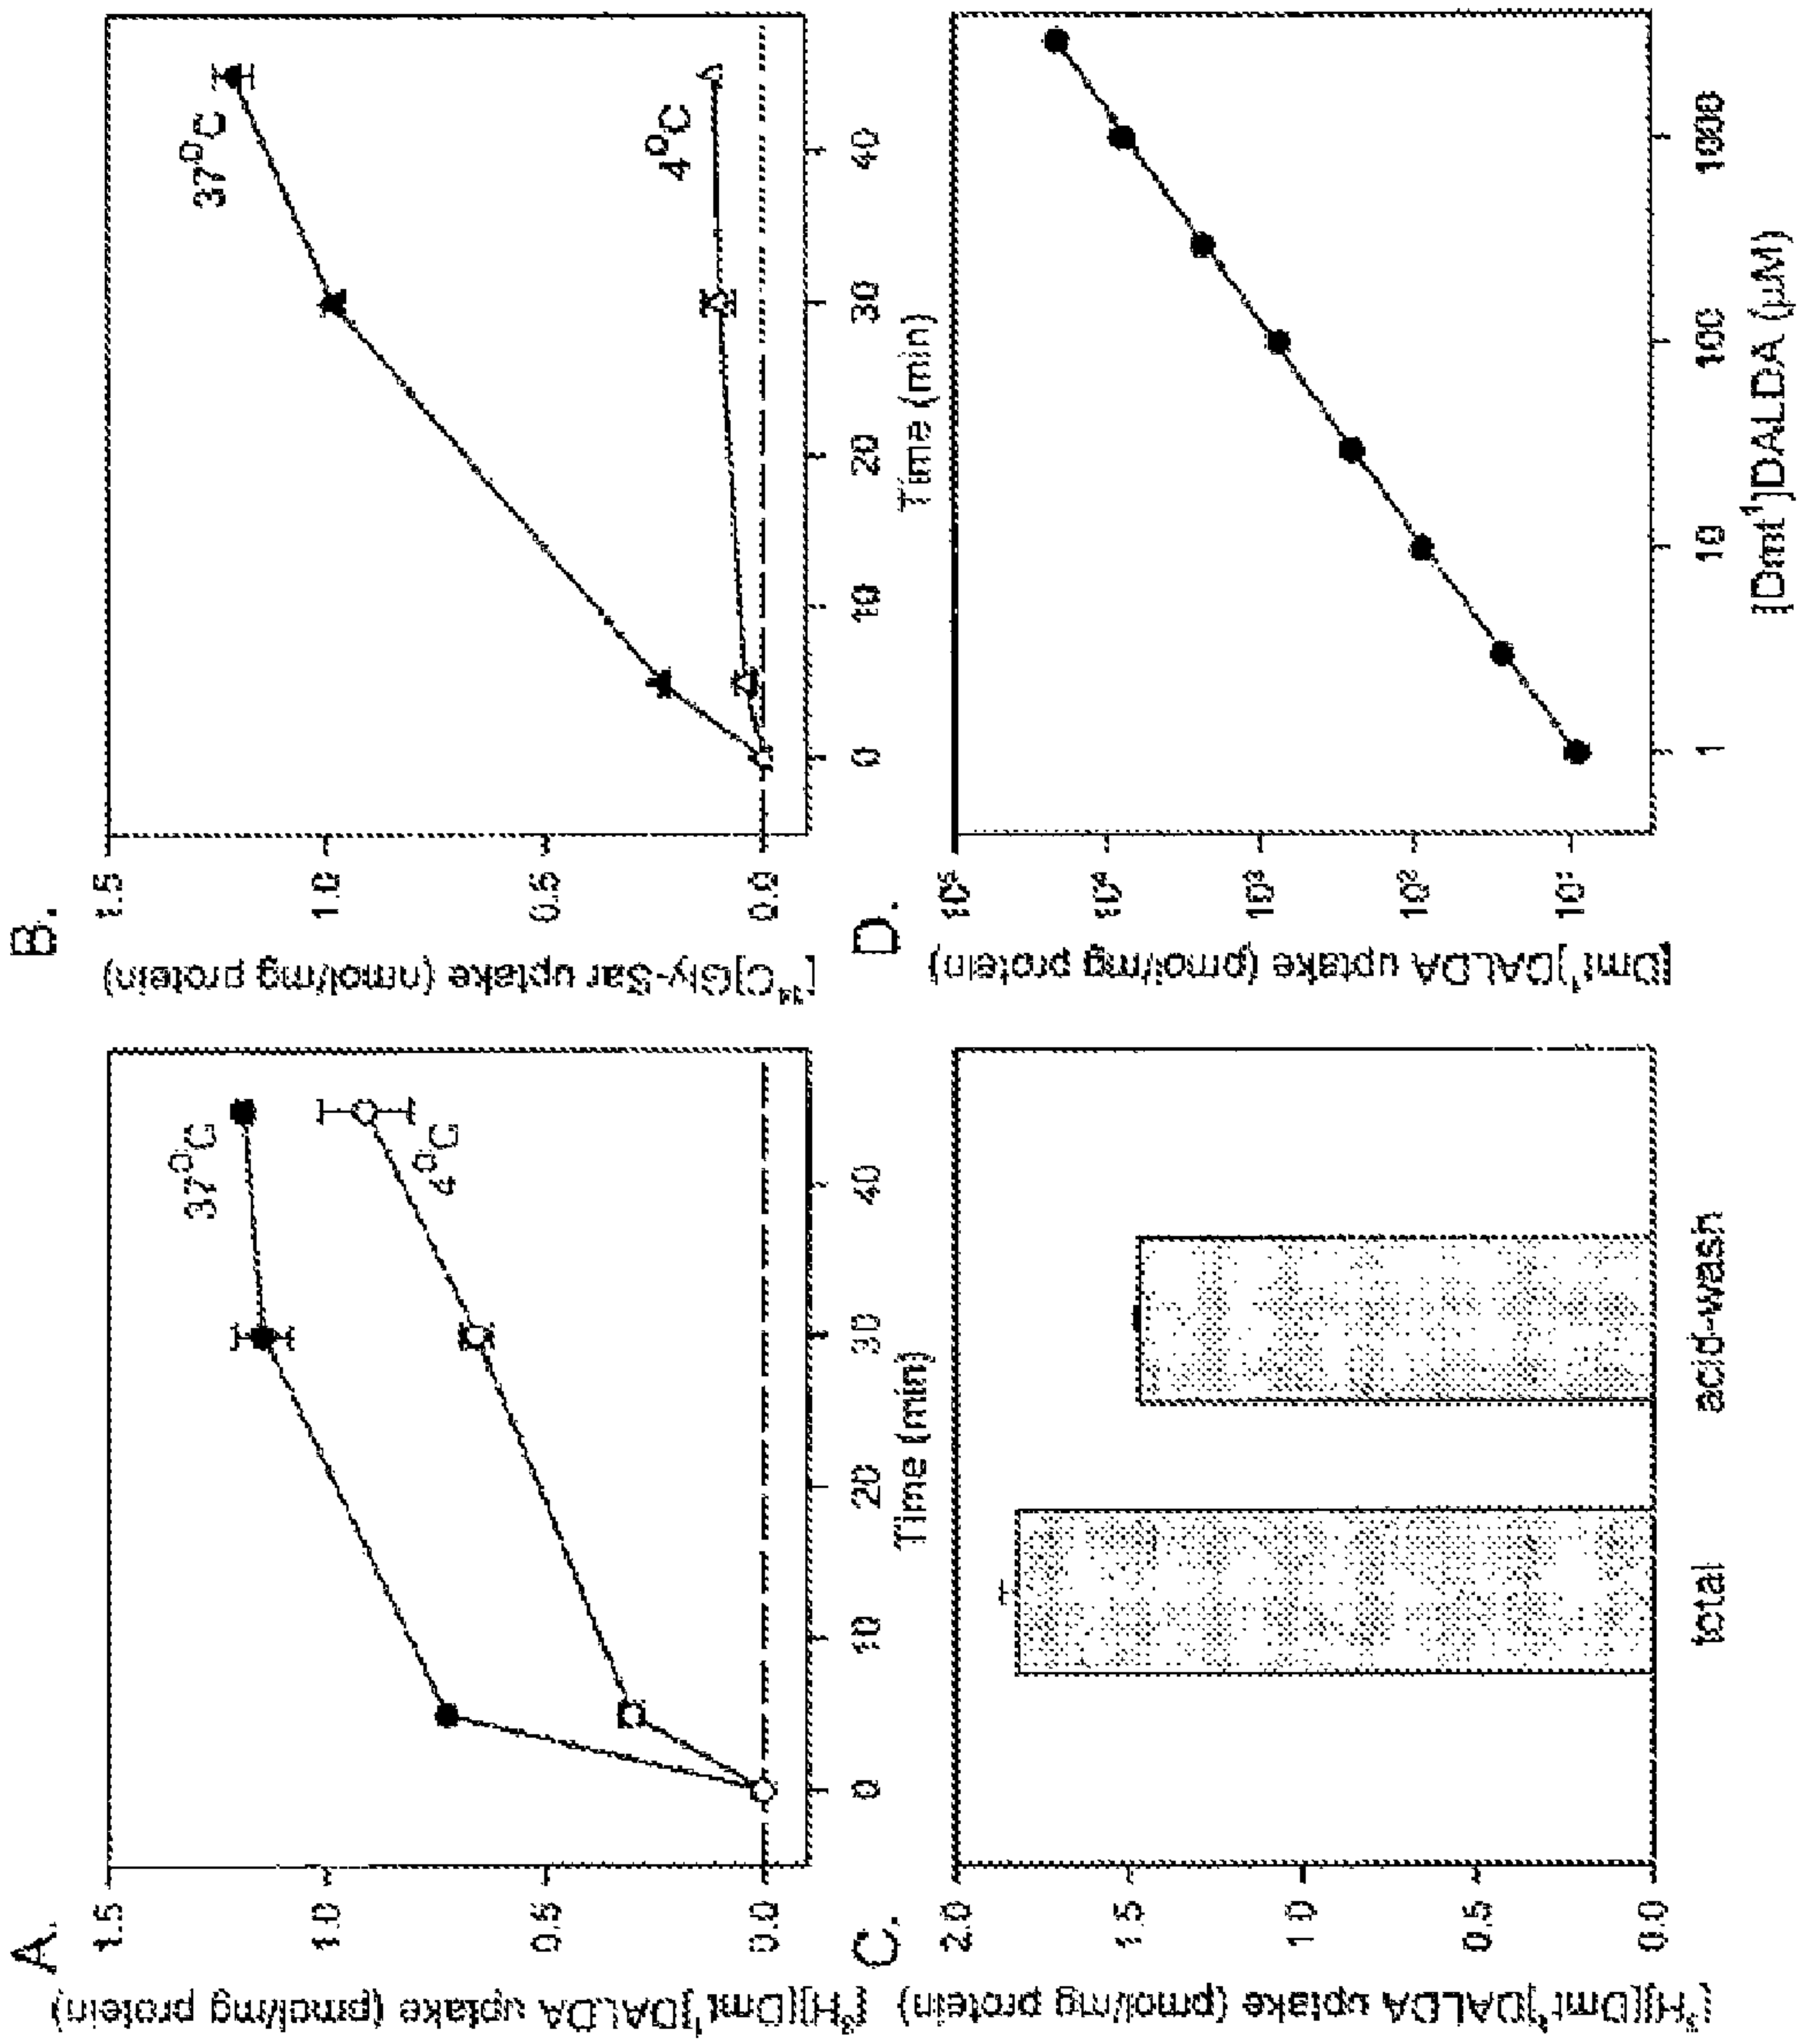 A.
[³H][Dmt¹]DALDA uptake (pmol/mg protein)
1.5
1.0
0.5
0.0
37⁰C
4⁰C
0 10 20 30 40
Time (min)
B.
[¹⁴C]Gly-Sar uptake (nmol/mg protein)
1.5
1.0
0.5
0.0
37⁰C
4⁰C
0 10 20 30 40
Time (min)
C.
[³H][Dmt¹]DALDA uptake (pmol/mg protein)
2.0
1.5
1.0
0.5
0.0
total acid-wash
D.
[Dmt¹]DALDA uptake (pmol/mg protein)
10⁵
10⁴
10³
10²
10¹
1 10 100 1000
[Dmt¹]DALDA (µM)